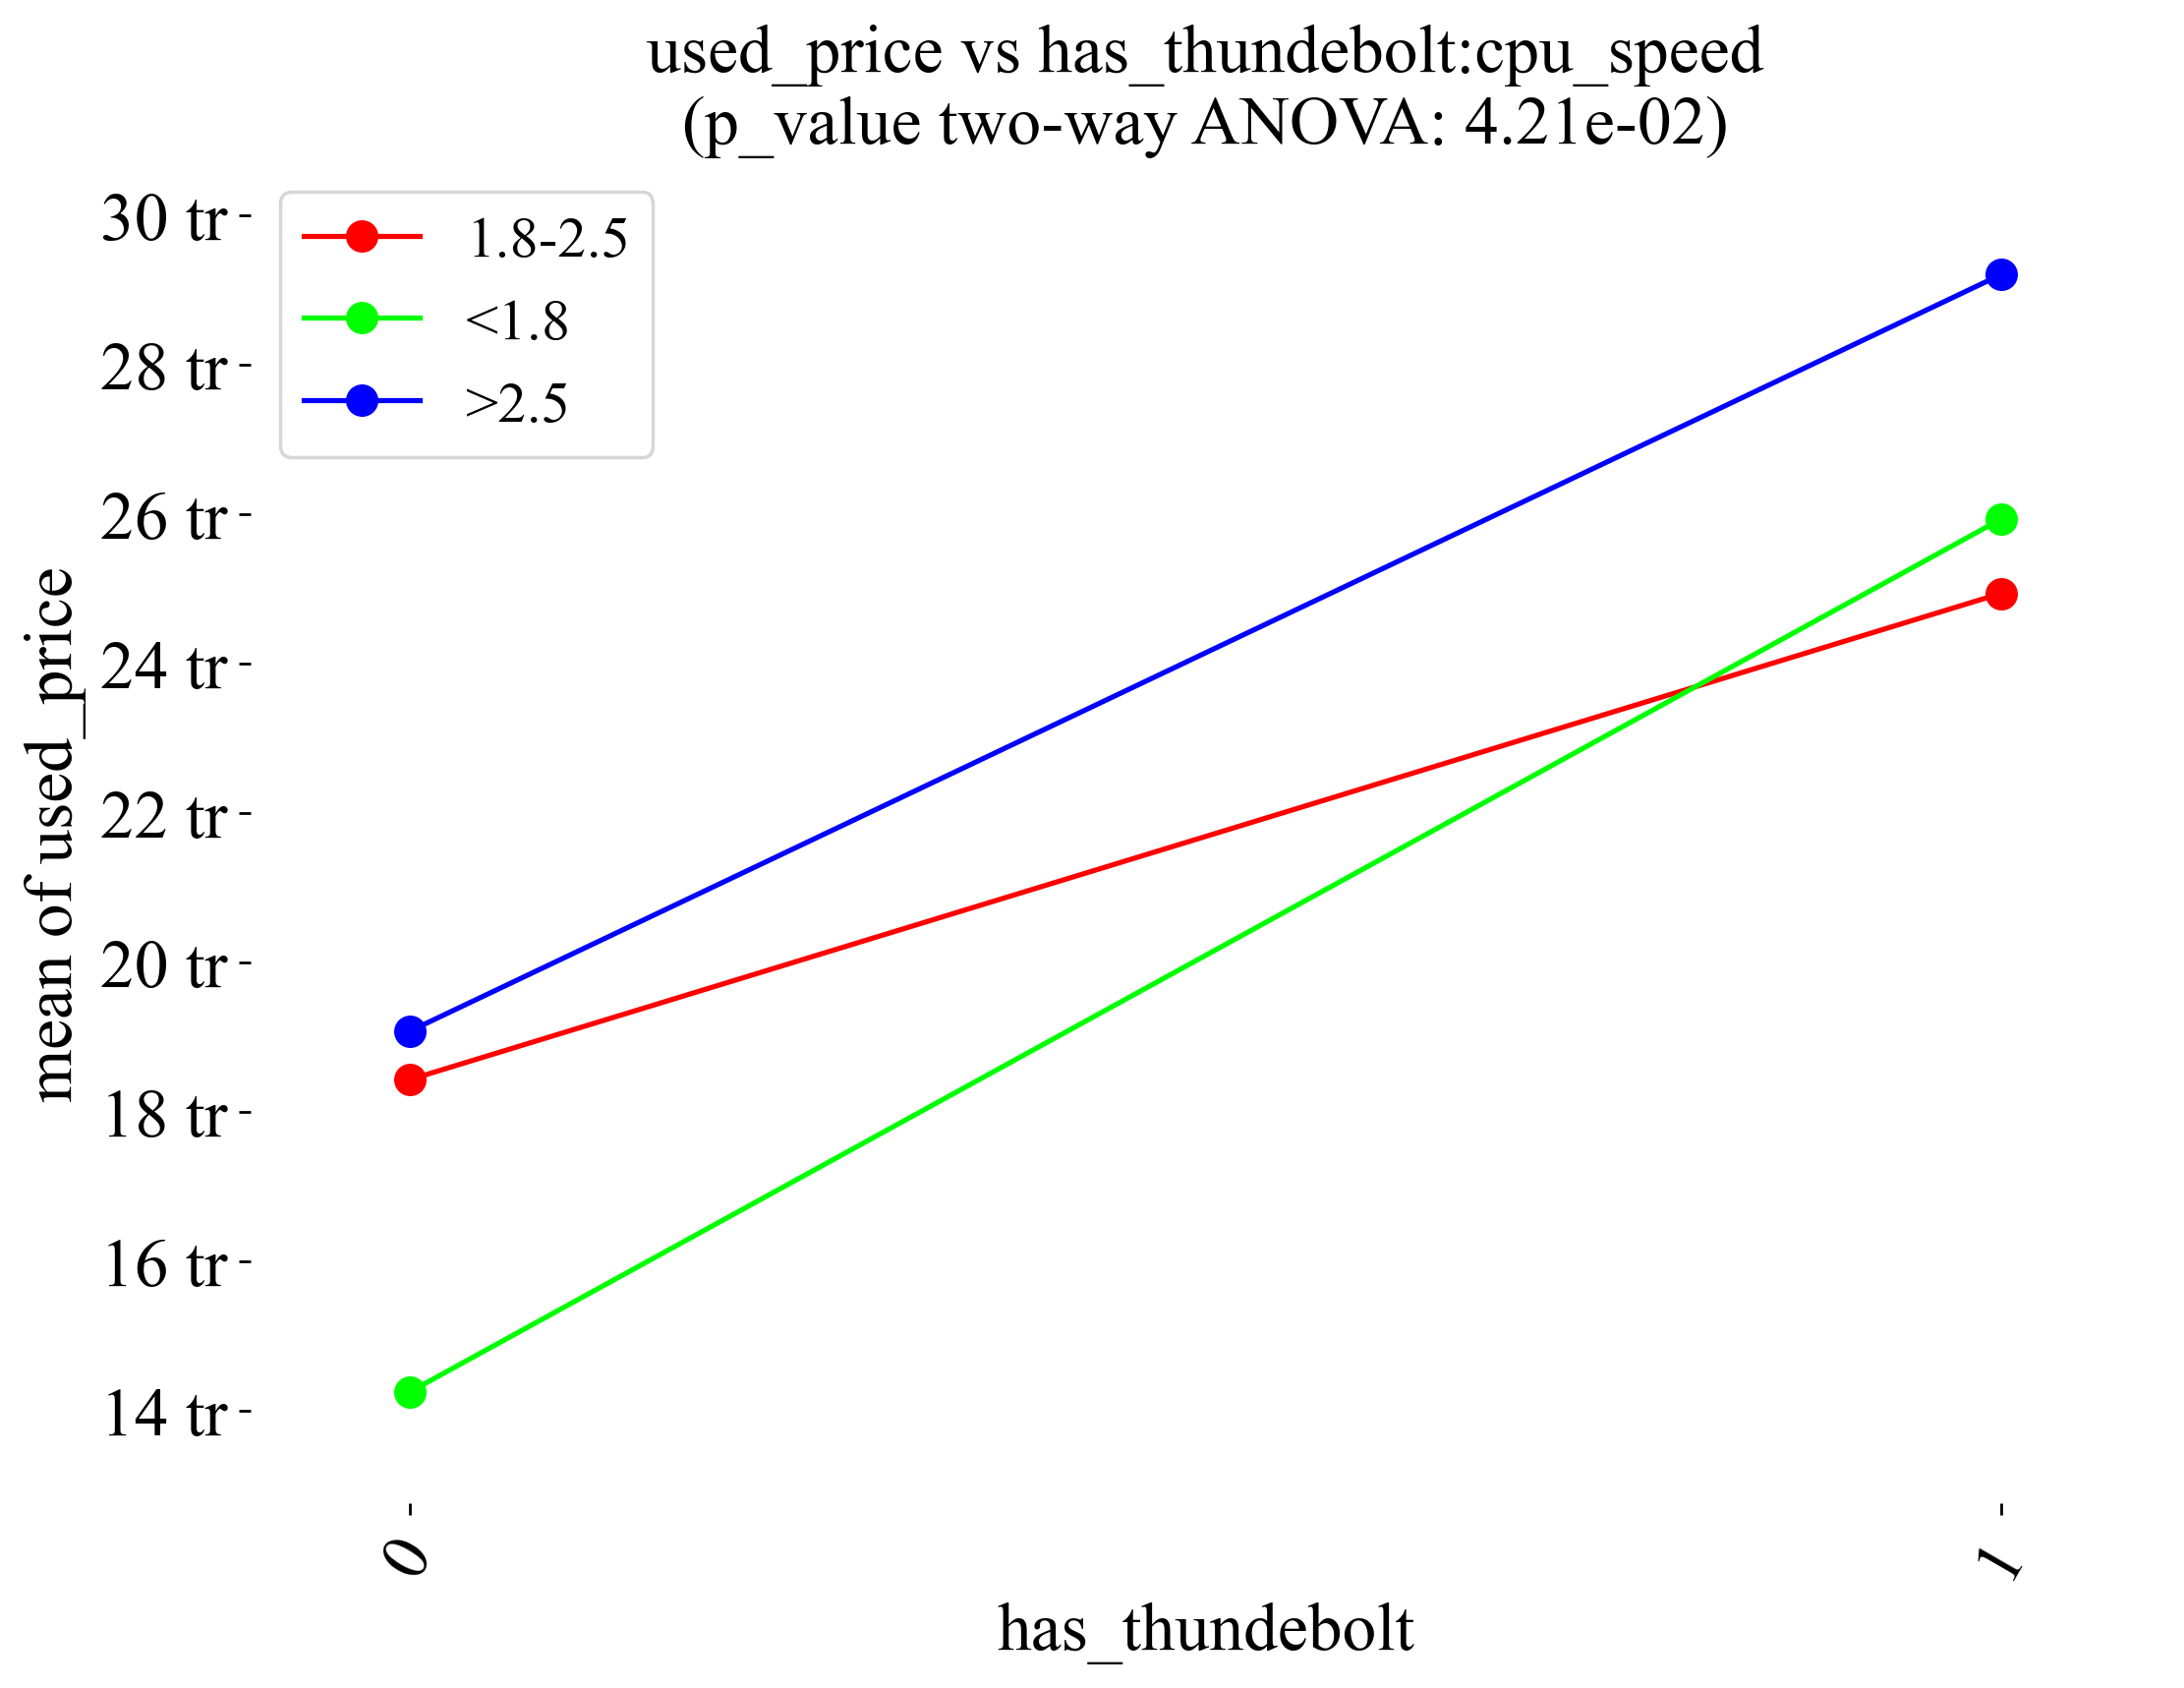 used_price vs has_thundebolt:cpu_speed
(p_value two-way ANOVA: 4.21e-02)
30 tr
28 tr
26 tr
24 tr
22 tr
20 tr
18 tr
16 tr
14 tr
1.8-2.5
<1.8
>2.5
mean of used_price
0
1
has_thundebolt